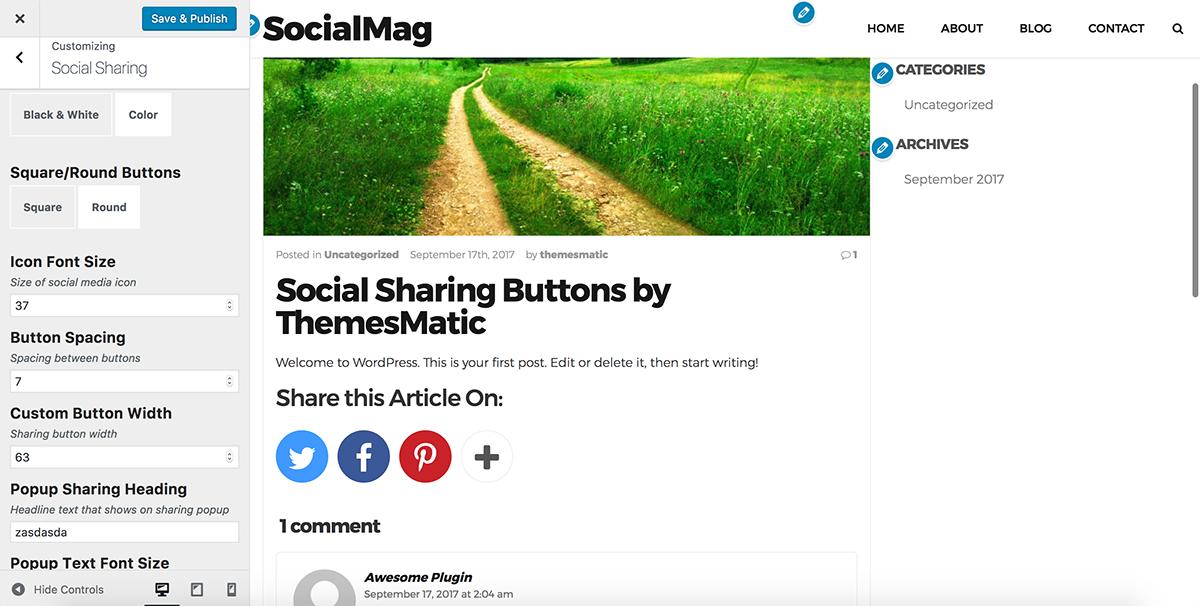 Save & Publish
Customizing
Social Sharing
Black & White
Color
Square/Round Buttons
Square
Round
Icon Font Size
Size of social media icon
37
Button Spacing
Spacing between buttons
7
Custom Button Width
Sharing button width
63
Popup Sharing Heading
Headline text that shows on sharing popup
zasdasda
Popup Text Font Size
Hide Controls
SocialMag
HOME
ABOUT
BLOG
CONTACT
Posted in Uncategorized September 17th, 2017 by themesmatic
1
Social Sharing Buttons by
ThemesMatic
Welcome to WordPress. This is your first post. Edit or delete it, then start writing!
Share this Article On:
1 comment
Awesome Plugin
September 17, 2017 at 2:04 am
CATEGORIES
Uncategorized
ARCHIVES
September 2017